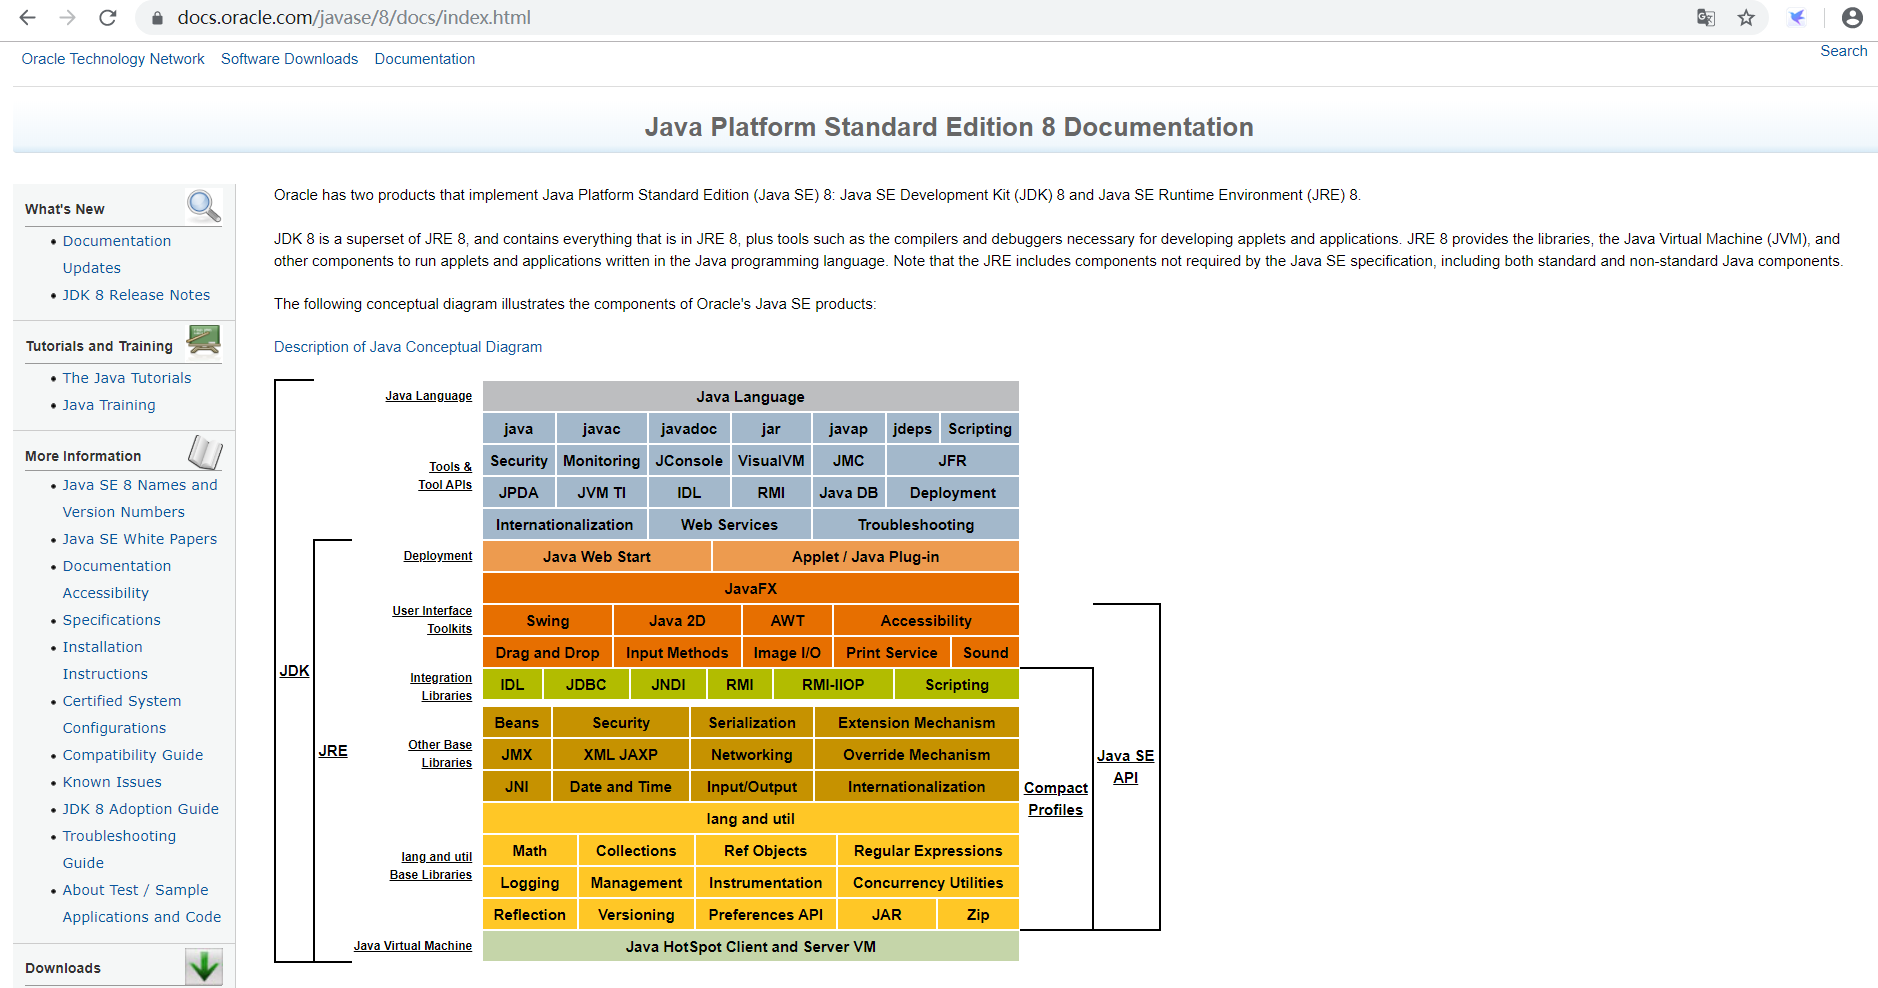 docs.oracle.com/javase/8/docs/index.html
Oracle Technology Network Software Downloads Documentation
Search
Java Platform Standard Edition 8 Documentation
What's New
Documentation
Updates
JDK 8 Release Notes
Tutorials and Training
The Java Tutorials
Java Training
More Information
Java SE 8 Names and
Version Numbers
Java SE White Papers
Documentation
Accessibility
Specifications
Installation
Instructions
Certified System
Configurations
Compatibility Guide
Known Issues
JDK 8 Adoption Guide
Troubleshooting
Guide
About Test / Sample
Applications and Code
Downloads
Oracle has two products that implement Java Platform Standard Edition (Java SE) 8: Java SE Development Kit (JDK) 8 and Java SE Runtime Environment (JRE) 8.
JDK 8 is a superset of JRE 8, and contains everything that is in JRE 8, plus tools such as the compilers and debuggers necessary for developing applets and applications. JRE 8 provides the libraries, the Java Virtual Machine (JVM), and
other components to run applets and applications written in the Java programming language. Note that the JRE includes components not required by the Java SE specification, including both standard and non-standard Java components.
The following conceptual diagram illustrates the components of Oracle's Java SE products:
Description of Java Conceptual Diagram
Java Language Java Language
java javac javadoc jar javap jdeps Scripting
Tools &
Tool APIs
Security Monitoring JConsole VisualVM JMC JFR
JPDA JVM TI IDL RMI Java DB Deployment
Internationalization Web Services Troubleshooting
Deployment Java Web Start Applet / Java Plug-in
JavaFX
User Interface
Toolkits
Swing Java 2D AWT Accessibility
Drag and Drop Input Methods Image I/O Print Service Sound
JDK
Integration
Libraries
IDL JDBC JNDI RMI RMI-IIOP Scripting
Beans Security Serialization Extension Mechanism
JRE
Other Base
Libraries
JMX XML JAXP Networking Override Mechanism
Java SE
API
JNI Date and Time Input/Output Internationalization
Compact
Profiles
lang and util
Math Collections Ref Objects Regular Expressions
lang and util
Base Libraries
Logging Management Instrumentation Concurrency Utilities
Reflection Versioning Preferences API JAR Zip
Java Virtual Machine Java HotSpot Client and Server VM